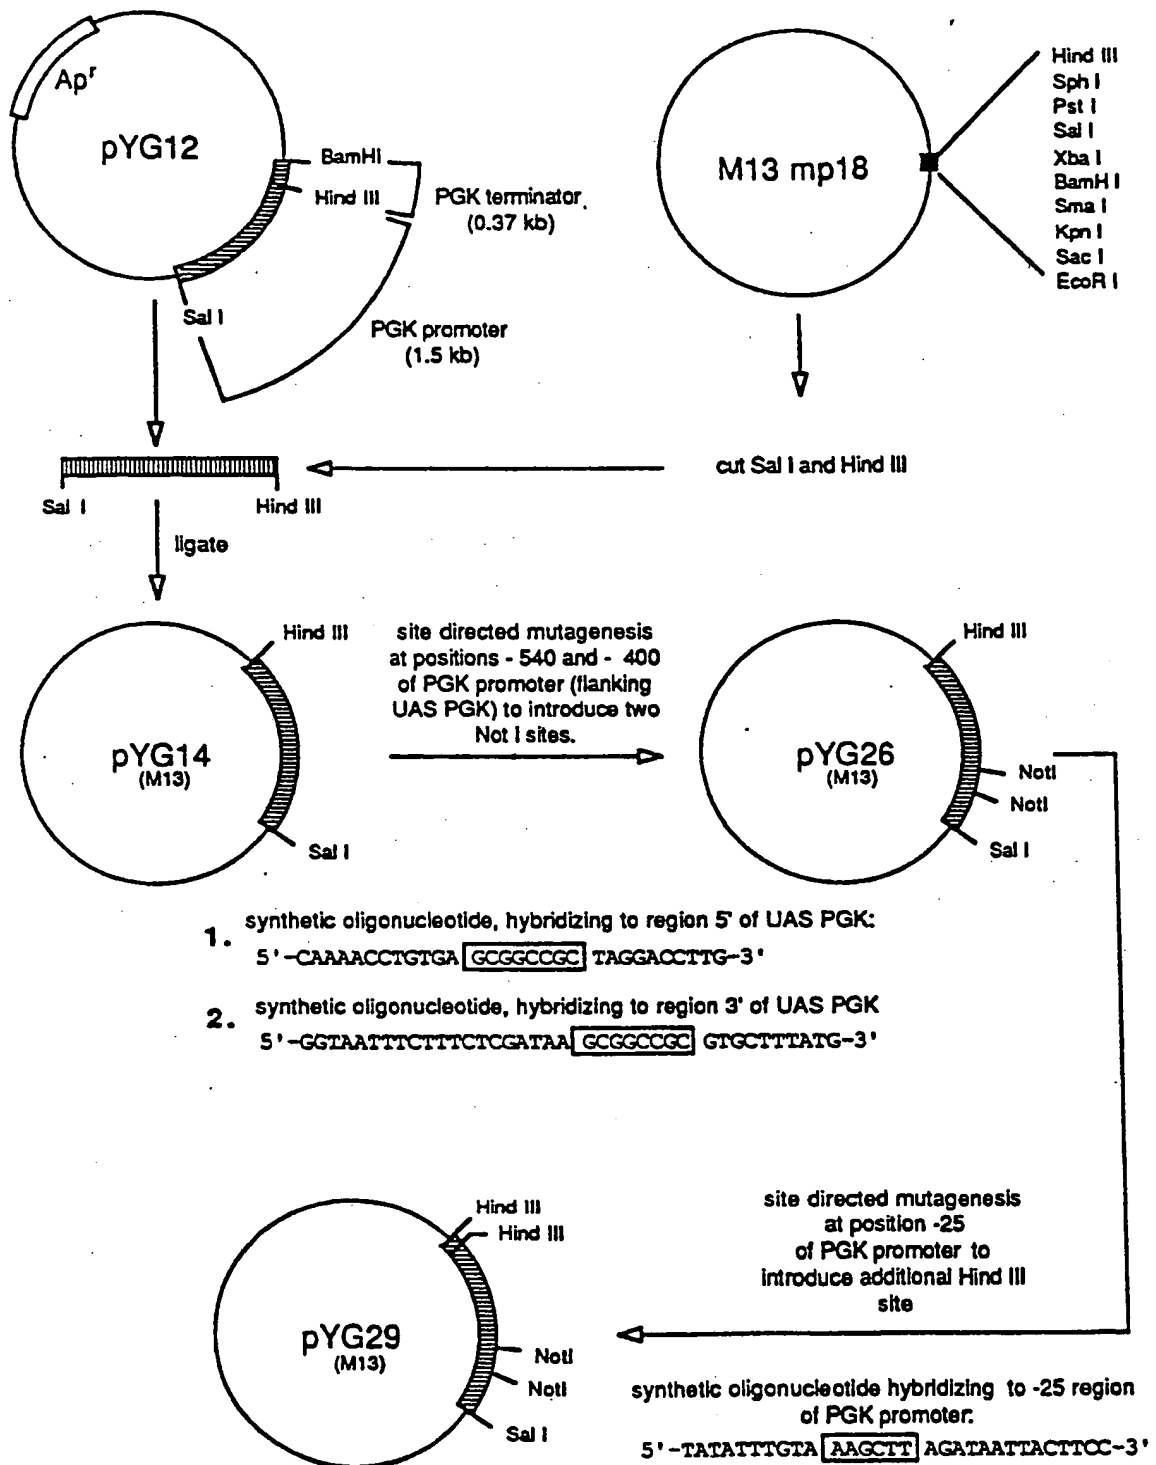 Ap^r
pYG12
BamHI
Hind III
PGK terminator
(0.37 kb)
Sal I
PGK promoter
(1.5 kb)
M13 mp18
Hind III
Sph I
Pst I
Sal I
Xba I
BamH I
Sma I
Kpn I
Sac I
EcoR I
cut Sal I and Hind III
Sal I
Hind III
ligate
pYG14
(M13)
Hind III
Sal I
site directed mutagenesis
at positions - 540 and - 400
of PGK promoter (flanking
UAS PGK) to introduce two
Not I sites.
pYG26
(M13)
Hind III
NotI
NotI
Sal I
1. synthetic oligonucleotide, hybridizing to region 5' of UAS PGK:
5'-CAAAACCTGTGA GCGGCCGC TAGGACCTTG-3'
2. synthetic oligonucleotide, hybridizing to region 3' of UAS PGK
5'-GGTAATTTCTTTCTCGATAA GCGGCCGC GTGCTTTATG-3'
site directed mutagenesis
at position -25
of PGK promoter to
introduce additional Hind III
site
pYG29
(M13)
Hind III
Hind III
NotI
NotI
Sal I
synthetic oligonucleotide hybridizing to -25 region
of PGK promoter:
5'-TATATTTGTA AAGCTT AGATAATTACTTCC-3'